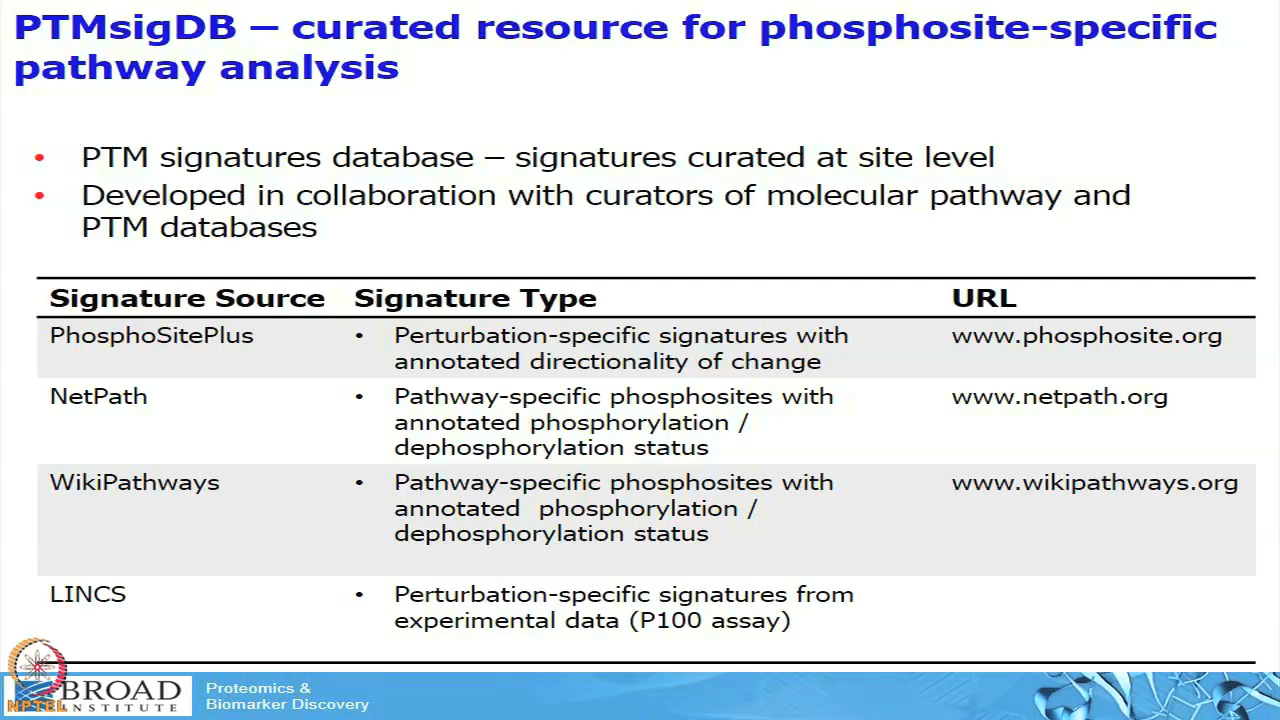 PTMsigDB – curated resource for phosphosite-specific
pathway analysis
• PTM signatures database – signatures curated at site level
• Developed in collaboration with curators of molecular pathway and
PTM databases
Signature Source Signature Type URL
PhosphoSitePlus • Perturbation-specific signatures with www.phosphosite.org
annotated directionality of change
NetPath • Pathway-specific phosphosites with www.netpath.org
annotated phosphorylation /
dephosphorylation status
WikiPathways • Pathway-specific phosphosites with www.wikipathways.org
annotated phosphorylation /
dephosphorylation status
LINCS • Perturbation-specific signatures from
experimental data (P100 assay)
BROAD
INSTITUTE
Proteomics &
Biomarker Discovery
NPTEL